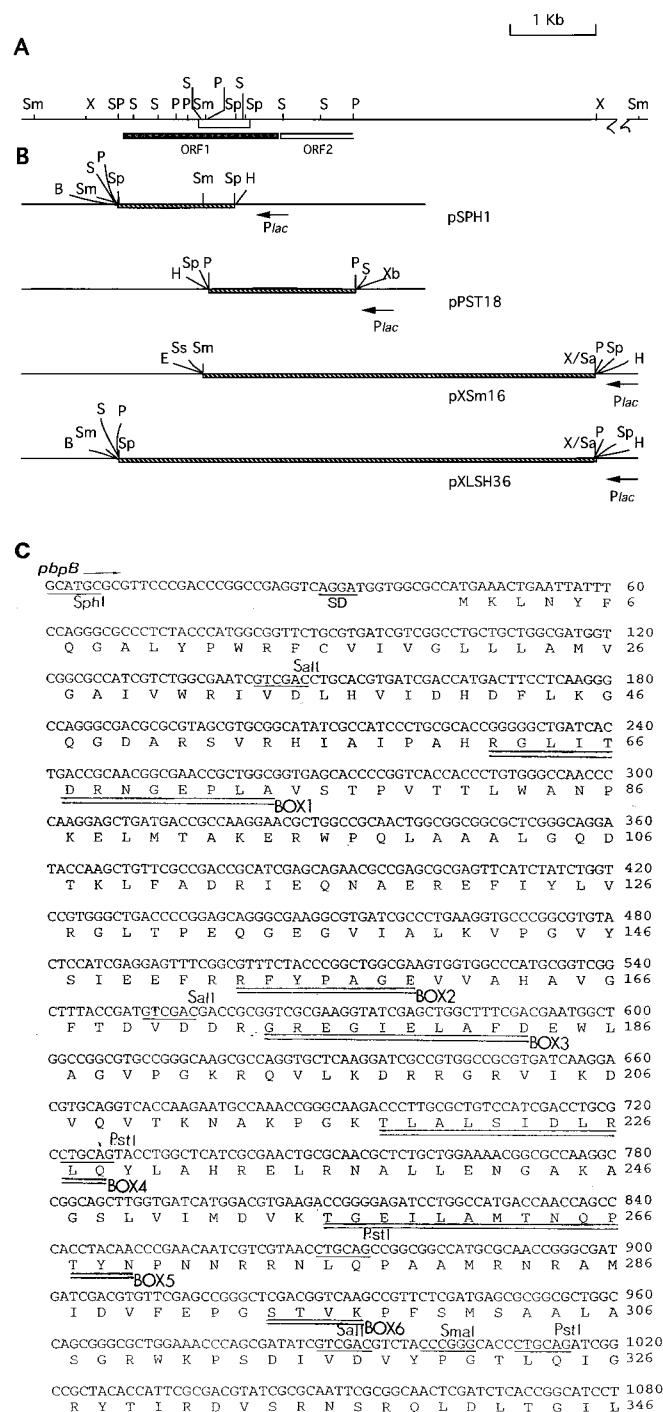 1 Kb
A
S P S
Sm X SP S S P P Sm Sp Sp S S P X Sm
ORF1 ORF2
B
P
S
B Sm Sp Sm Sp H
Plac
pSPH1
Sp P P
H S Xb
Plac
pPST18
Ss Sm X/Sa P Sp
E H
pXSm16 Plac
S P
Sm X/Sa P Sp
B Sp H
pXLSH36 Plac
C
pbpB
GCATGCGCGTTCCCGACCCGGCCGAGGTCAGGATGGTGGCGCCATGAAACTGAATTATTT 60
SphI SD M K L N Y F 6
CCAGGGCGCCCTCTACCCATGGCGGTTCTGCGTGATCGTCGGCCTGCTGCTGGCGATGGT 120
Q G A L Y P W R F C V I V G L L L A M V 26
SalI
CGGCGCCATCGTCTGGCGAATCGTCGACCTGCACGTGATCGACCATGACTTCCTCAAGGG 180
G A I V W R I V D L H V I D H D F L K G 46
CCAGGGCGACGCGCGTAGCGTGCGGCATATCGCCATCCCTGCGCACCGGGGGCTGATCAC 240
Q G D A R S V R H I A I P A H R G L I T 66
TGACCGCAACGGCGAACCGCTGGCGGTGAGCACCCCGGTCACCACCCTGTGGGCCAACCC 300
D R N G E P L A V S T P V T T L W A N P 86
BOX1
CAAGGAGCTGATGACCGCCAAGGAACGCTGGCCGCAACTGGCGGCGGCGCTCGGGCAGGA 360
K E L M T A K E R W P Q L A A A L G Q D 106
TACCAAGCTGTTCGCCGACCGCATCGAGCAGAACGCCGAGCGCGAGTTCATCTATCTGGT 420
T K L F A D R I E Q N A E R E F I Y L V 126
CCGTGGGCTGACCCCGGAGCAGGGCGAAGGCGTGATCGCCCTGAAGGTGCCCGGCGTGTA 480
R G L T P E Q G E G V I A L K V P G V Y 146
CTCCATCGAGGAGTTTCGGCGTTTCTACCCGGCTGGCGAAGTGGTGGCCCATGCGGTCGG 540
S I E E F R R F Y P A G E V V A H A V G 166
SalI BOX2
CTTTACCGATGTCGACGACCGCGGTCGCGAAGGTATCGAGCTGGCTTTCGACGAATGGCT 600
F T D V D D R G R E G I E L A F D E W L 186
BOX3
GGCCGGCGTGCCGGGCAAGCGCCAGGTGCTCAAGGATCGCCGTGGCCGCGTGATCAAGGA 660
A G V P G K R Q V L K D R R G R V I K D 206
CGTGCAGGTCACCAAGAATGCCAAACCGGGCAAGACCCTTGCGCTGTCCATCGACCTGCG 720
V Q V T K N A K P G K T L A L S I D L R 226
PstI
CCTGCAGTACCTGGCTCATCGCGAACTGCGCAACGCTCTGCTGGAAAACGGCGCCAAGGC 780
L Q Y L A H R E L R N A L L E N G A K A 246
BOX4
CGGCAGCTTGGTGATCATGGACGTGAAGACCGGGGAGATCCTGGCCATGACCAACCAGCC 840
G S L V I M D V K T G E I L A M T N Q P 266
PstI
CACCTACAACCCGAACAATCGTCGTAACCTGCAGCCGGCGGCCATGCGCAACCGGGCGAT 900
T Y N P N N R R N L Q P A A M R N R A M 286
BOX5
GATCGACGTGTTCGAGCCGGGCTCGACGGTCAAGCCGTTCTCGATGAGCGCGGCGCTGGC 960
I D V F E P G S T V K P F S M S A A L A 306
SalI BOX6 SmaI PstI
CAGCGGGCGCTGGAAACCCAGCGATATCGTCGACGTCTACCCGGGCACCCTGCAGATCGG 1020
S G R W K P S D I V D V Y P G T L Q I G 326
CCGCTACACCATTCGCGACGTATCGCGCAATTCGCGGCAACTCGATCTCACCGGCATCCT 1080
R Y T I R D V S R N S R Q L D L T G I L 346